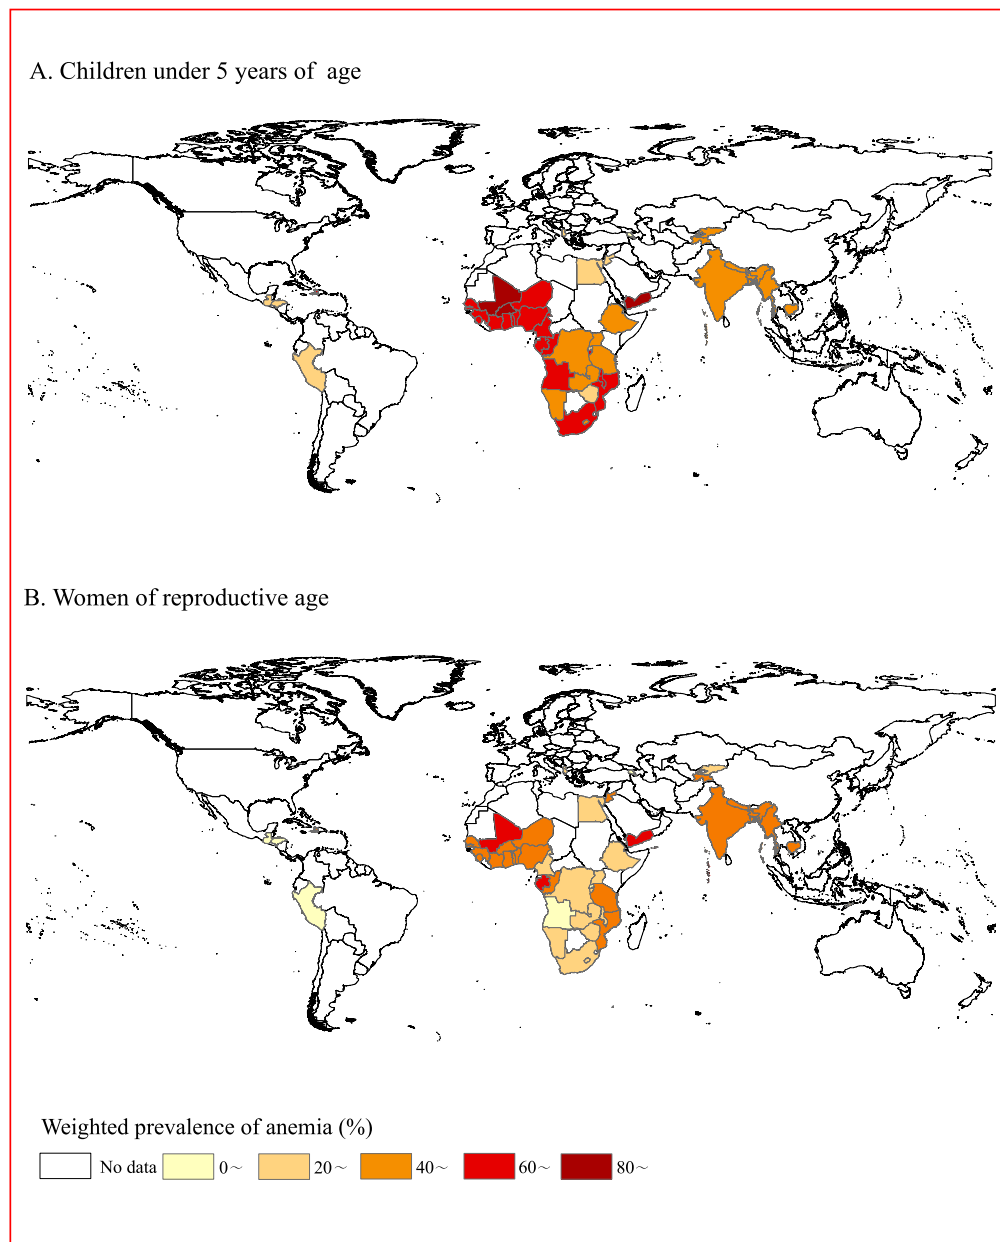 A. Children under 5 years of age
B. Women of reproductive age
Weighted prevalence of anemia (%)
No data 0~ 20~ 40~ 60~ 80~